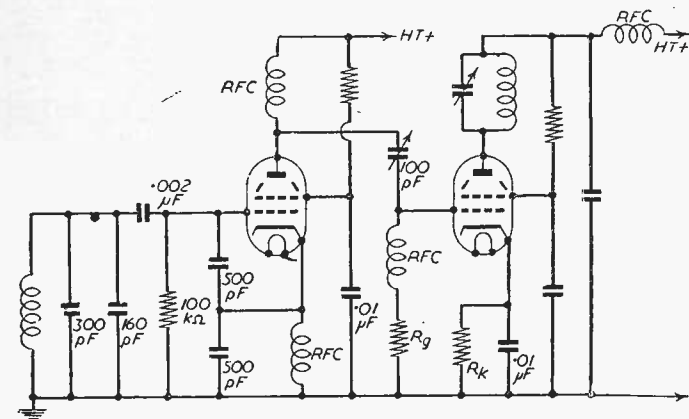 RFC
HT+
RFC
HT+
RFC
·002
μF
100
pF
RFC
500
pF
300
pF
160
pF
100
kΩ
·01
μF
Rg
500
pF
RFC
Rk
·01
μF